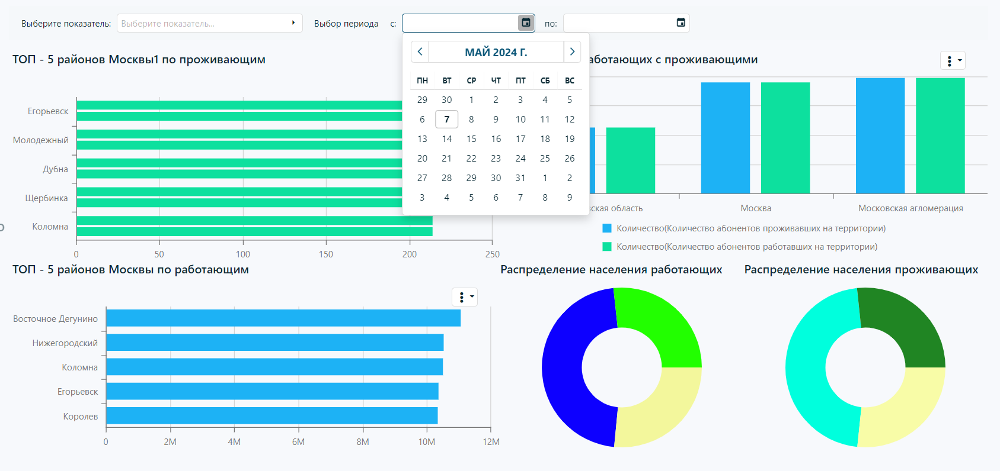 Выберите показатель: Выберите показатель... Выбор периода с: по:
МАЙ 2024 Г.
ПН ВТ СР ЧТ ПТ СБ ВС
29 30 1 2 3 4 5
6 7 8 9 10 11 12
13 14 15 16 17 18 19
20 21 22 23 24 25 26
27 28 29 30 31 1 2
3 4 5 6 7 8 9
ТОП - 5 районов Москвы1 по проживающим
Егорьевск
Молодежный
Дубна
Щербинка
Коломна
0 50 100 150 200 250
аботающих с проживающими
ская область Москва Московская агломерация
Количество(Количество абонентов проживавших на территории)
Количество(Количество абонентов работавших на территории)
ТОП - 5 районов Москвы по работающим
Восточное Дегунино
Нижегородский
Коломна
Егорьевск
Королев
0 2M 4M 6M 8M 10M 12M
Распределение населения работающих
Распределение населения проживающих